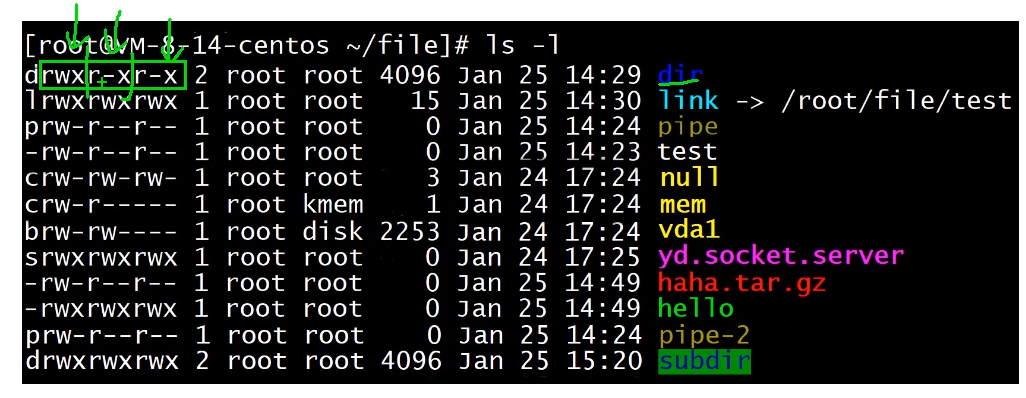 [root@VM-8-14-centos ~/file]# ls -l
drwxr-xr-x 2 root root 4096 Jan 25 14:29 dir
lrwxrwxrwx 1 root root   15 Jan 25 14:30 link -> /root/file/test
prw-r--r-- 1 root root    0 Jan 25 14:24 pipe
-rw-r--r-- 1 root root    0 Jan 25 14:23 test
crw-rw-rw- 1 root root    3 Jan 24 17:24 null
crw-r----- 1 root kmem    1 Jan 24 17:24 mem
brw-rw---- 1 root disk 2253 Jan 24 17:24 vda1
srwxrwxrwx 1 root root    0 Jan 24 17:25 yd.socket.server
-rw-r--r-- 1 root root    0 Jan 25 14:49 haha.tar.gz
-rwxrwxrwx 1 root root    0 Jan 25 14:49 hello
prw-r--r-- 1 root root    0 Jan 25 14:24 pipe-2
drwxrwxrwx 2 root root 4096 Jan 25 15:20 subdir